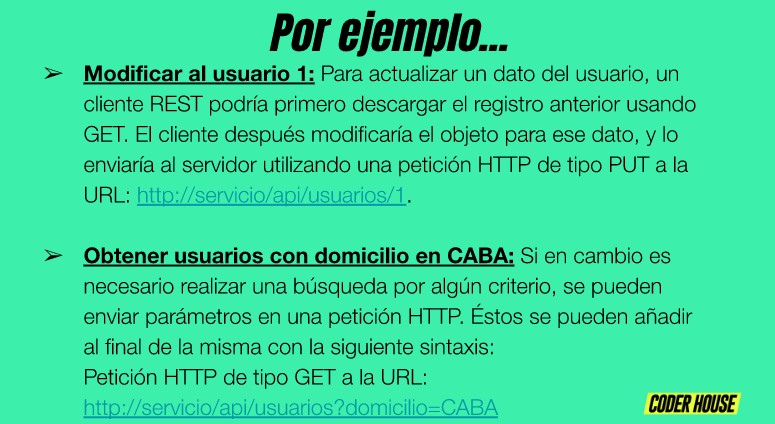 Por ejemplo...
➢ Modificar al usuario 1: Para actualizar un dato del usuario, un
cliente REST podría primero descargar el registro anterior usando
GET. El cliente después modificaría el objeto para ese dato, y lo
enviaría al servidor utilizando una petición HTTP de tipo PUT a la
URL: http://servicio/api/usuarios/1.
➢ Obtener usuarios con domicilio en CABA: Si en cambio es
necesario realizar una búsqueda por algún criterio, se pueden
enviar parámetros en una petición HTTP. Éstos se pueden añadir
al final de la misma con la siguiente sintaxis:
Petición HTTP de tipo GET a la URL:
http://servicio/api/usuarios?domicilio=CABA
CODER HOUSE